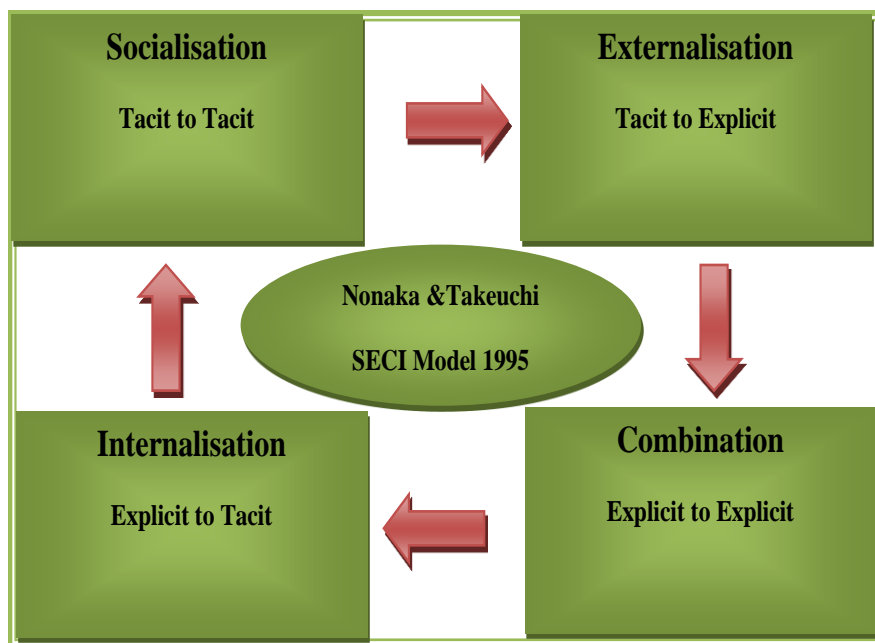 Socialisation
Tacit to Tacit
Externalisation
Tacit to Explicit
Nonaka &Takeuchi
SECI Model 1995
Internalisation
Explicit to Tacit
Combination
Explicit to Explicit